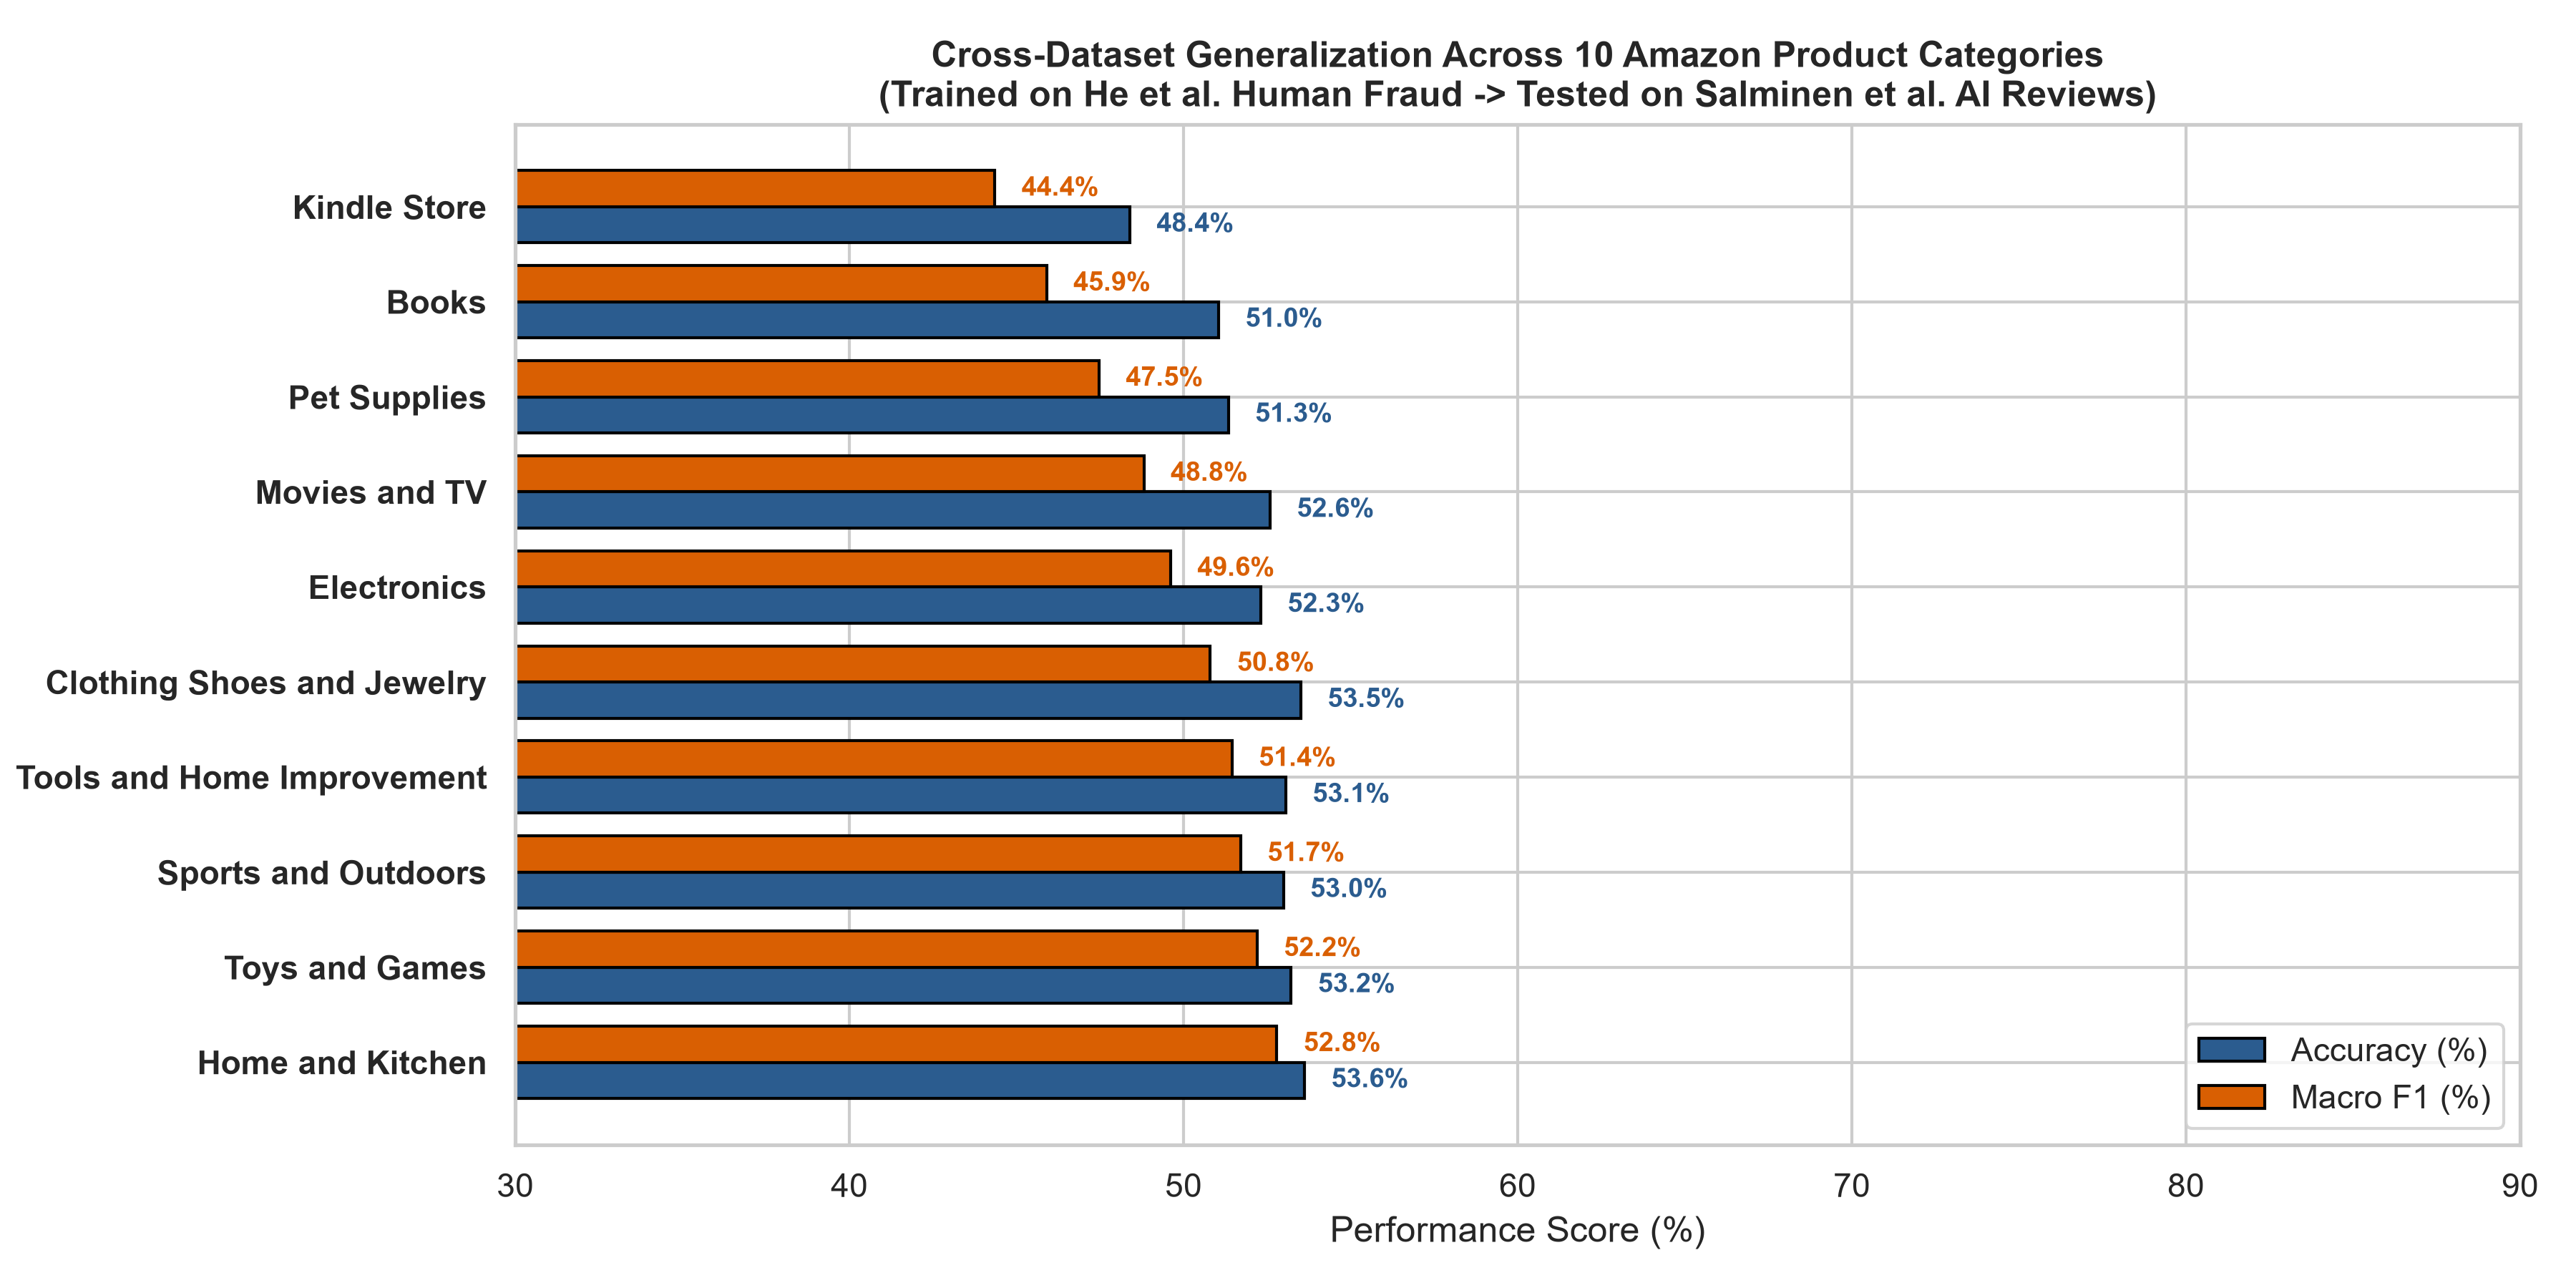 Cross-Dataset Generalization Across 10 Amazon Product Categories
(Trained on He et al. Human Fraud -> Tested on Salminen et al. AI Reviews)
Kindle Store
44.4%
48.4%
Books
45.9%
51.0%
Pet Supplies
47.5%
51.3%
Movies and TV
48.8%
52.6%
Electronics
49.6%
52.3%
Clothing Shoes and Jewelry
50.8%
53.5%
Tools and Home Improvement
51.4%
53.1%
Sports and Outdoors
51.7%
53.0%
Toys and Games
52.2%
53.2%
Home and Kitchen
52.8%
53.6%
Accuracy (%)
Macro F1 (%)
30 40 50 60 70 80 90
Performance Score (%)